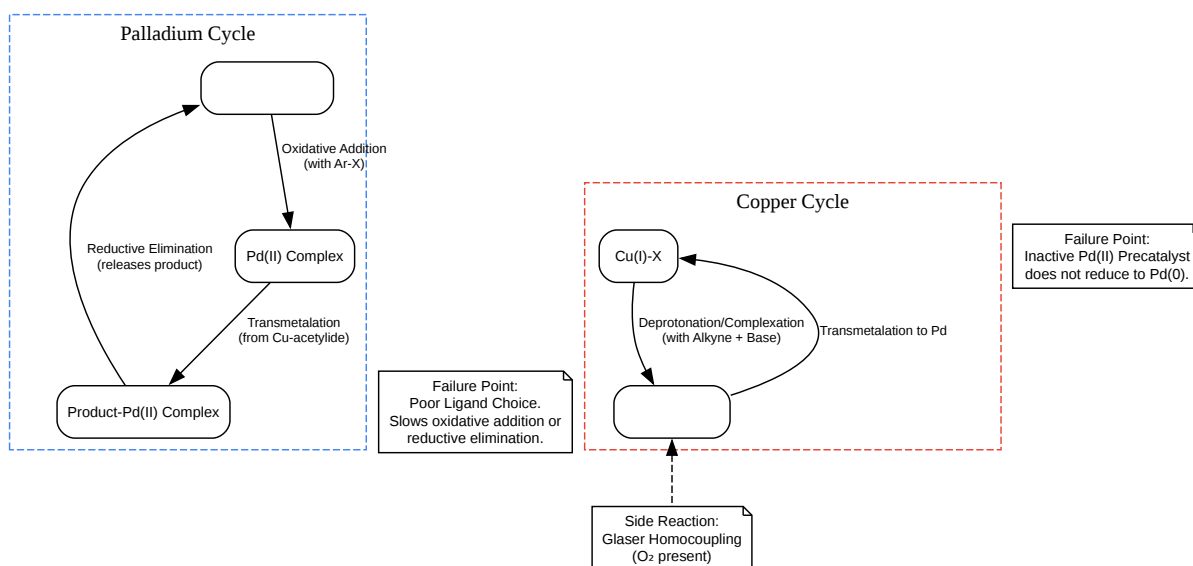 Palladium Cycle
Oxidative Addition
(with Ar-X)
Reductive Elimination
(releases product)
Pd(II) Complex
Transmetalation
(from Cu-acetylide)
Product-Pd(II) Complex
Failure Point:
Poor Ligand Choice.
Slows oxidative addition or
reductive elimination.
Copper Cycle
Cu(I)-X
Deprotonation/Complexation
(with Alkyne + Base)
Transmetalation to Pd
Side Reaction:
Glaser Homocoupling
(O₂ present)
Failure Point:
Inactive Pd(II) Precatalyst
does not reduce to Pd(0).